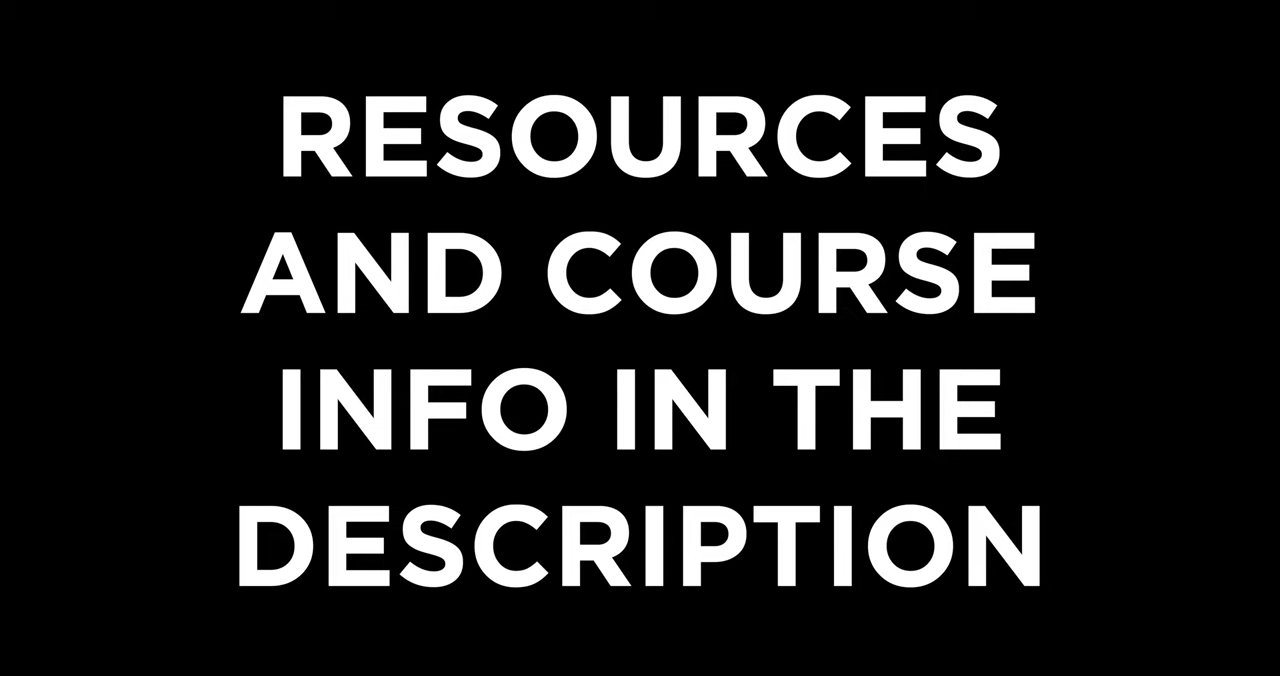 RESOURCES
AND COURSE
INFO IN THE
DESCRIPTION